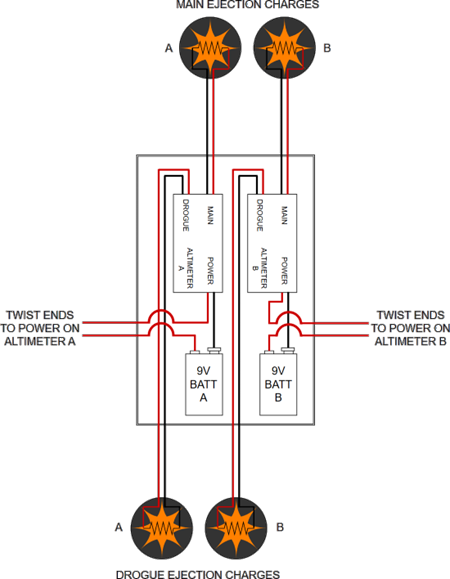 MAIN EJECTION CHARGES
A
B
DROGUE
MAIN
ALTIMETER
A
POWER
DROGUE
MAIN
ALTIMETER
B
POWER
TWIST ENDS
TO POWER ON
ALTIMETER A
TWIST ENDS
TO POWER ON
ALTIMETER B
9V
BATT
A
9V
BATT
B
A
B
DROGUE EJECTION CHARGES